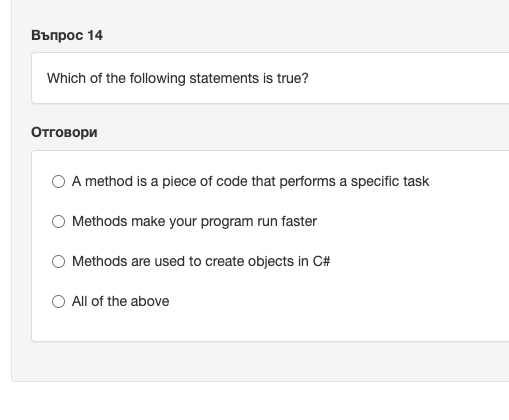 Въпрос 14
Which of the following statements is true?
Отговори
A method is a piece of code that performs a specific task
Methods make your program run faster
Methods are used to create objects in C#
All of the above